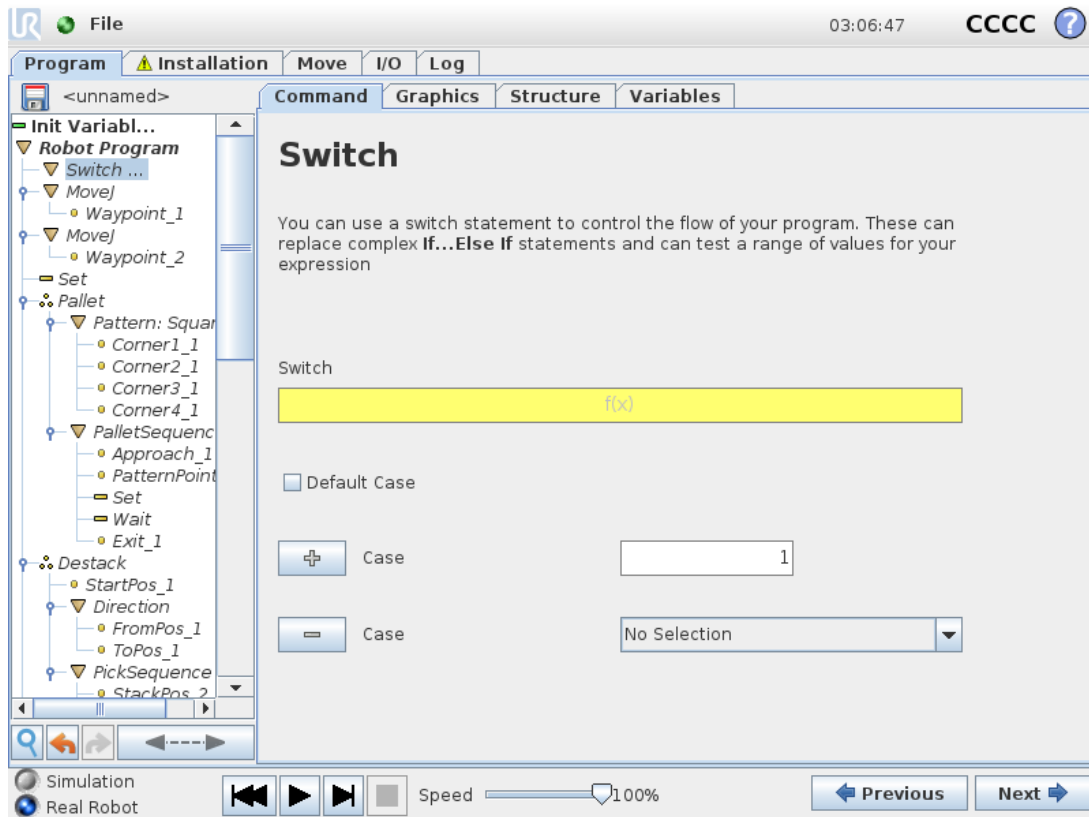 UR File 03:06:47 CCCC ?
Program Installation Move I/O Log
<unnamed> Command Graphics Structure Variables
Init Variabl...
Robot Program
Switch ...
MoveJ
Waypoint_1
MoveJ
Waypoint_2
Set
Pallet
Pattern: Squar
Corner1_1
Corner2_1
Corner3_1
Corner4_1
PalletSequenc
Approach_1
PatternPoint
Set
Wait
Exit_1
Destack
StartPos_1
Direction
FromPos_1
ToPos_1
PickSequence
StackPos_2
Switch
You can use a switch statement to control the flow of your program. These can
replace complex If...Else If statements and can test a range of values for your
expression
Switch
f(x)
Default Case
Case 1
Case No Selection
Simulation
Real Robot
Speed 100%
Previous Next